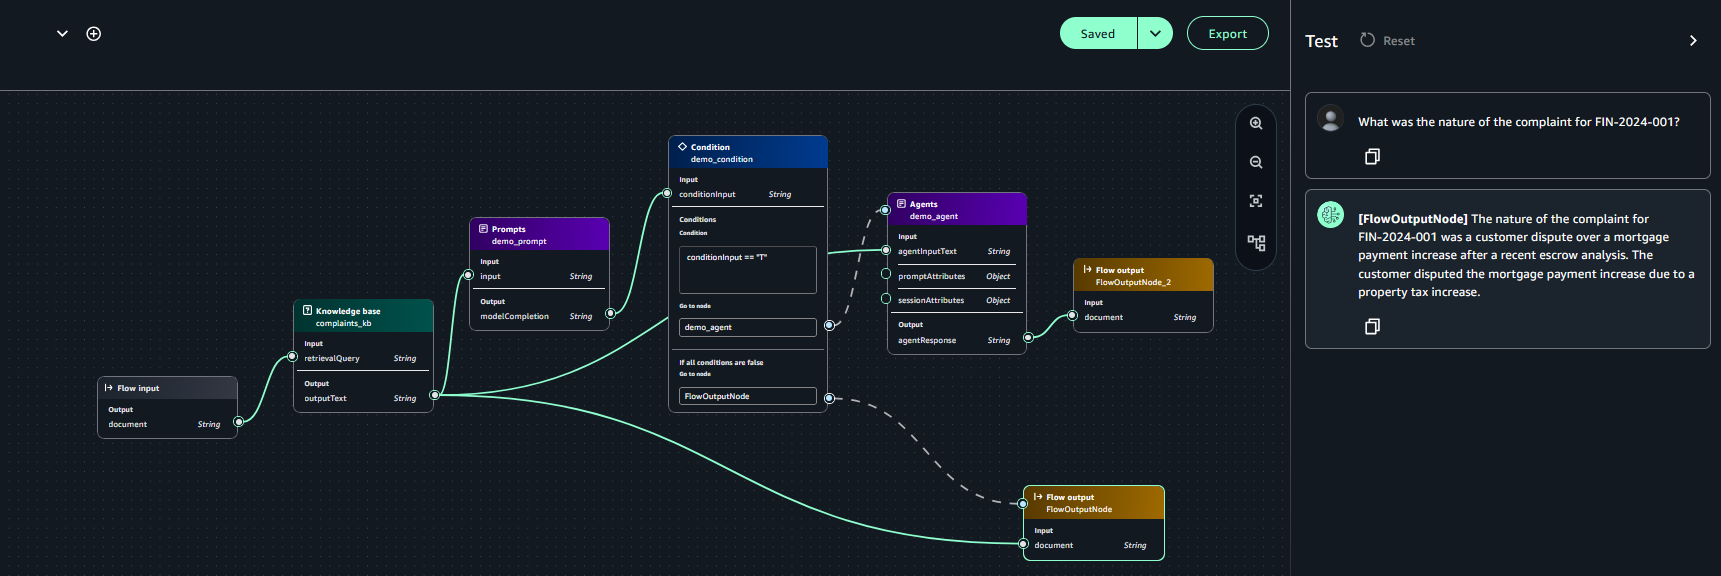 Saved
Export
Test
Reset
What was the nature of the complaint for FIN-2024-001?
[FlowOutputNode] The nature of the complaint for
FIN-2024-001 was a customer dispute over a mortgage
payment increase after a recent escrow analysis. The
customer disputed the mortgage payment increase due to a
property tax increase.
Flow input
Output
document String
Knowledge base
complaints_kb
Input
retrievalQuery String
Output
outputText String
Prompts
demo_prompt
Input
input String
Output
modelCompletion String
Condition
demo_condition
Input
conditionInput String
Conditions
Condition
conditionInput == "T"
Go to node
demo_agent
If all conditions are false
Go to node
FlowOutputNode
Agents
demo_agent
Input
agentInputText String
promptAttributes Object
sessionAttributes Object
Output
agentResponse String
Flow output
FlowOutputNode_2
Input
document String
Flow output
FlowOutputNode
Input
document String